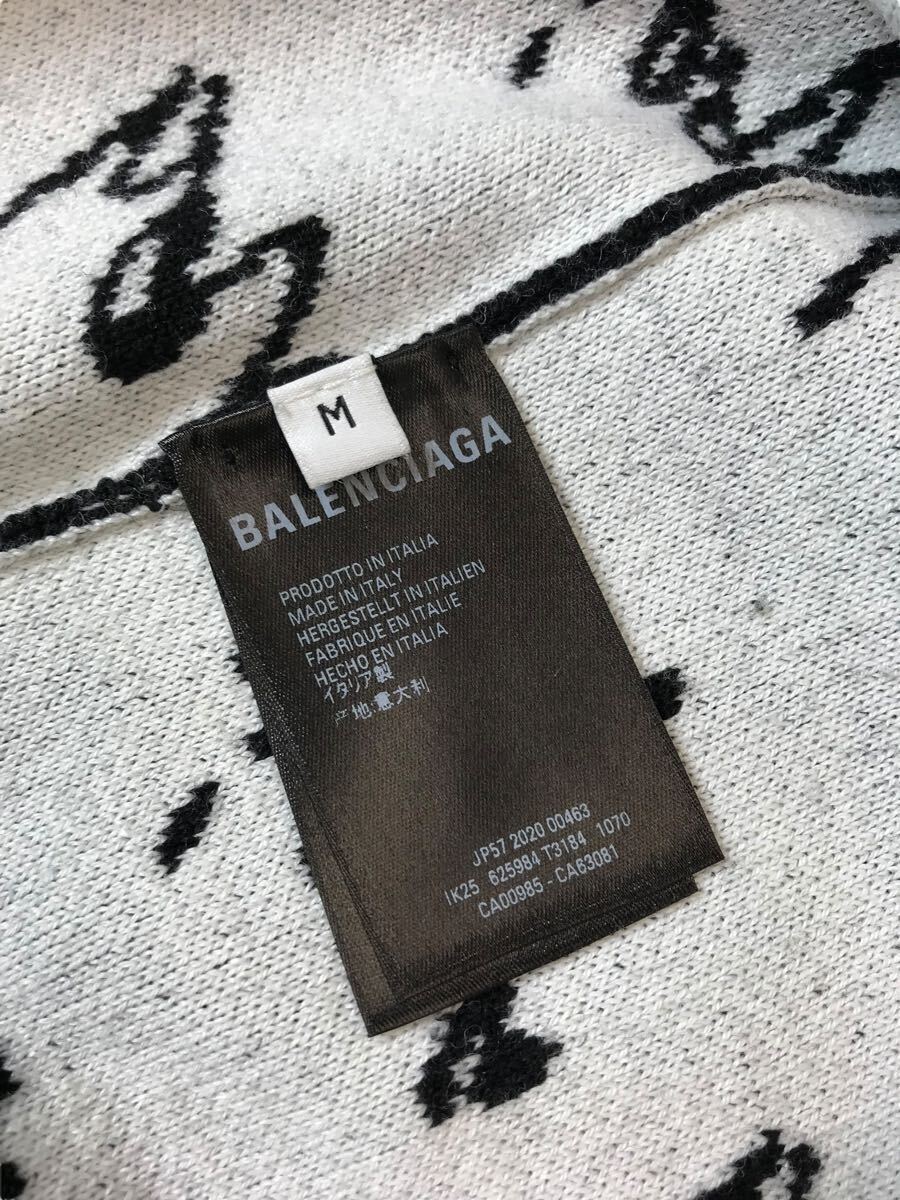 M
BALENCIAGA
PRODOTTO IN ITALIA
MADE IN ITALY
HERGESTELLT IN ITALIEN
FABRIQUE EN ITALIE
HECHO EN ITALIA
イタリア製
产地:意大利
JP57 2020 00463
IK25 625984 T3184 1070
CA00985 - CA63081